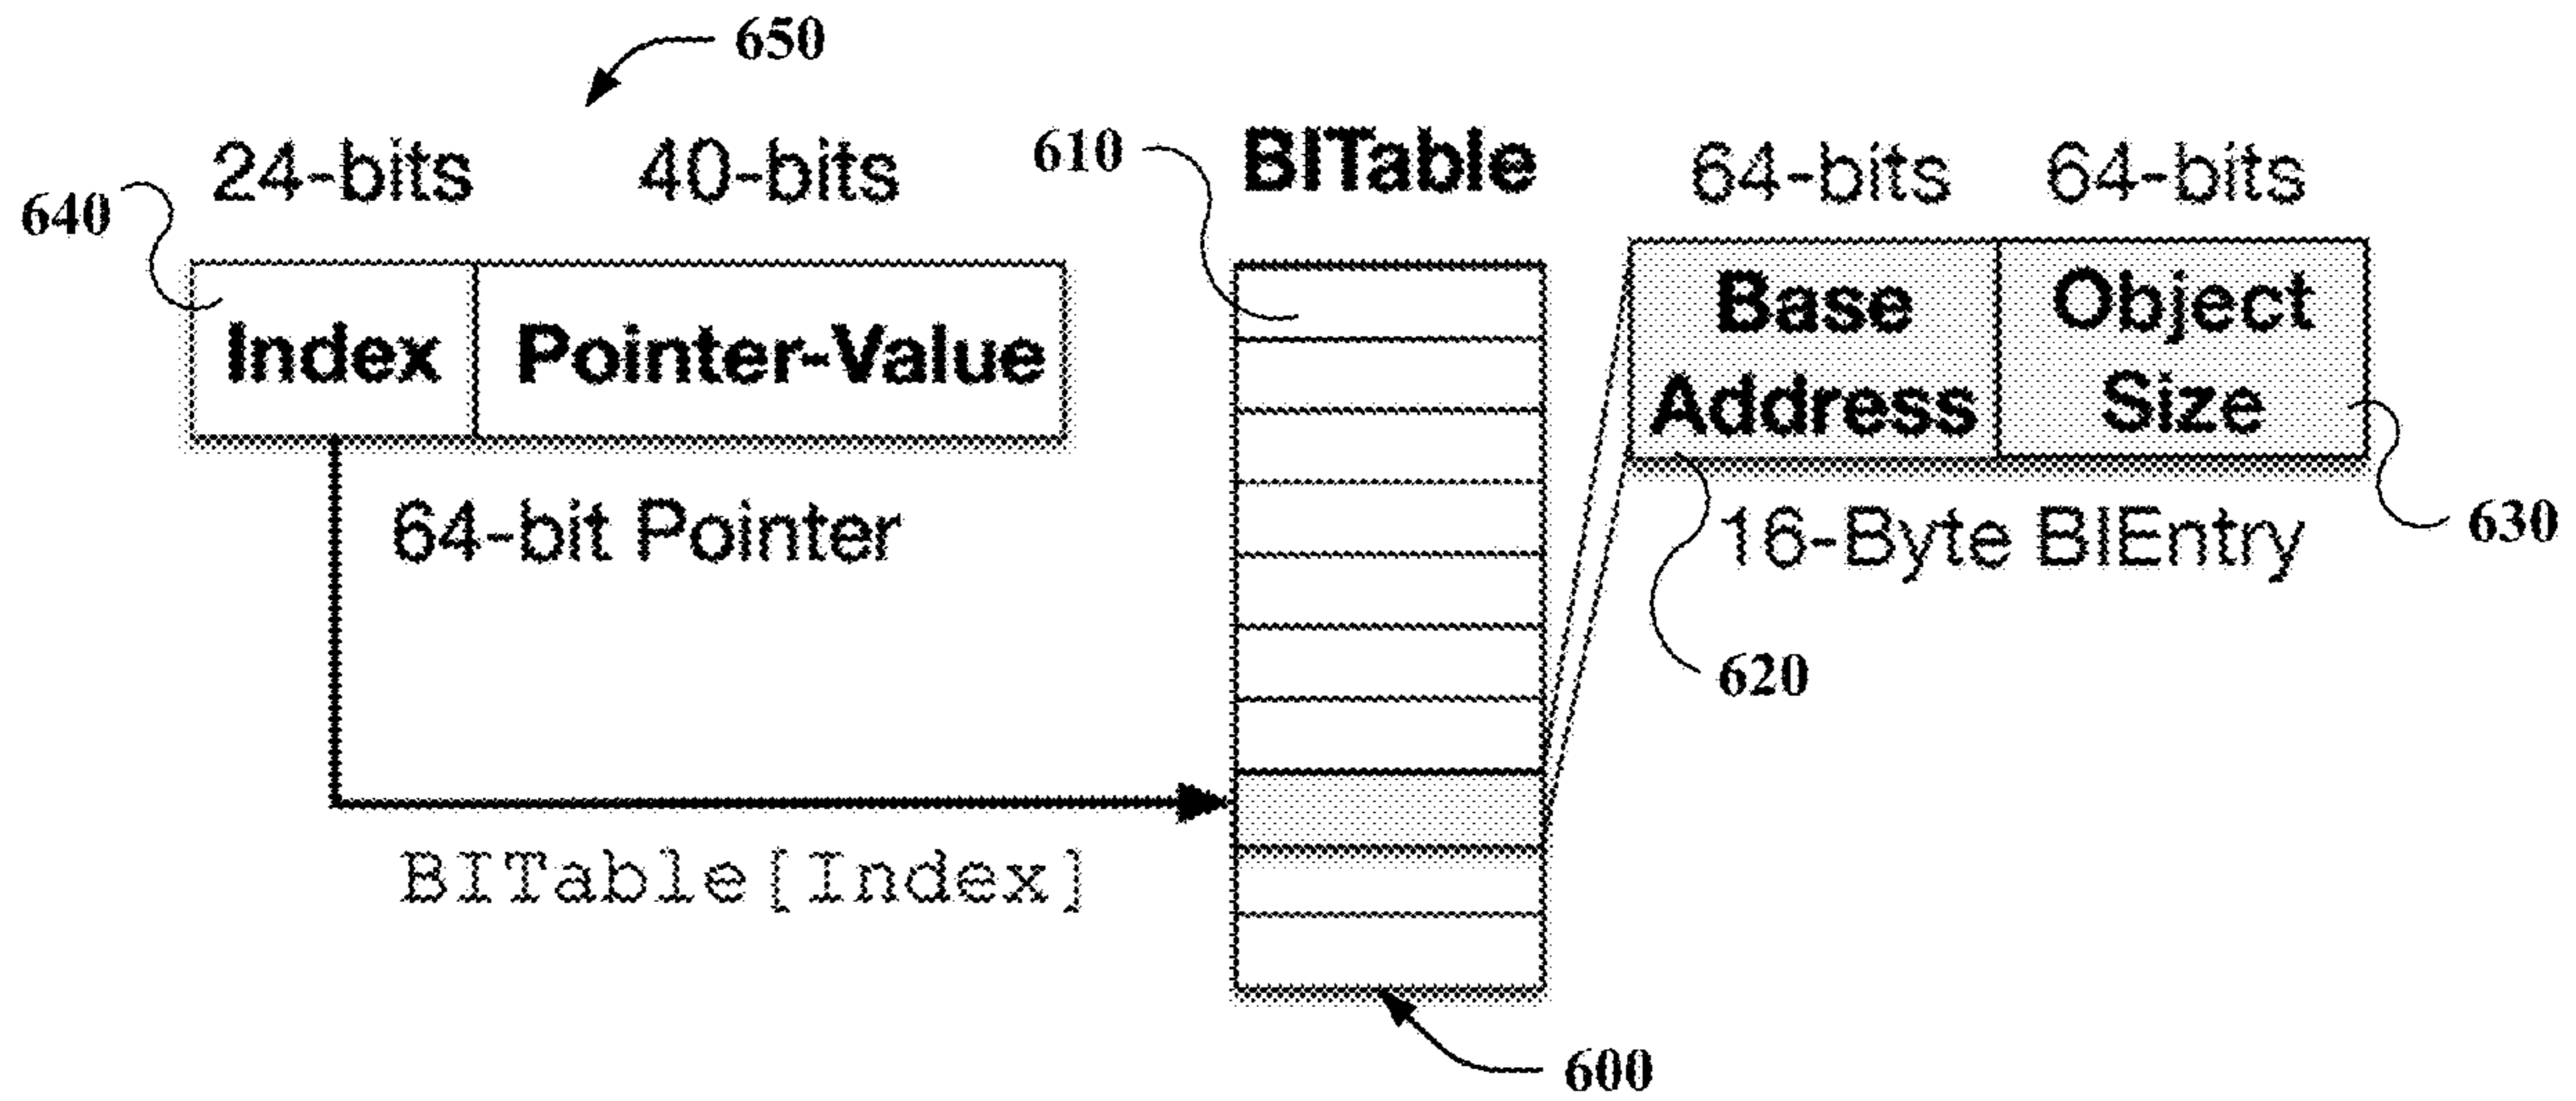 650
24-bits 40-bits 610 BITable 64-bits 64-bits
640
Index Pointer-Value
Base Address
Object Size
64-bit Pointer
16-Byte BIEntry
630
620
BITable[Index]
600